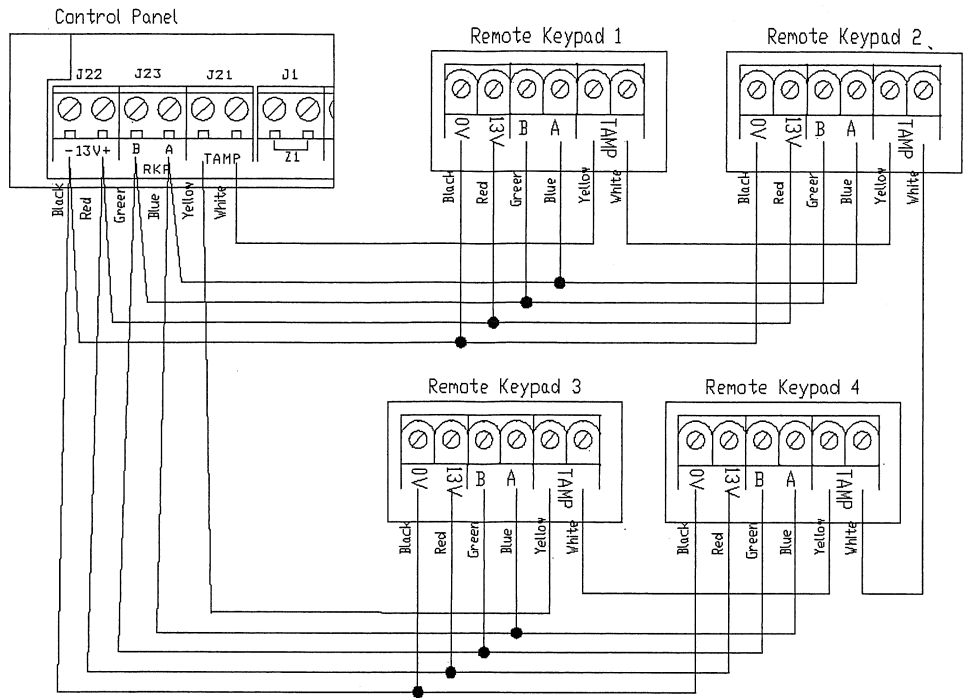 Control Panel
J22 J23 J21 J1
-13V+ B A TAMP Z1
RKP
Black Red Green Blue Yellow White
Remote Keypad 1
0V 13V B A TAMP
Black Red Green Blue Yellow White
Remote Keypad 2
0V 13V B A TAMP
Black Red Green Blue Yellow White
Remote Keypad 3
0V 13V B A TAMP
Black Red Green Blue Yellow White
Remote Keypad 4
0V 13V B A TAMP
Black Red Green Blue Yellow White